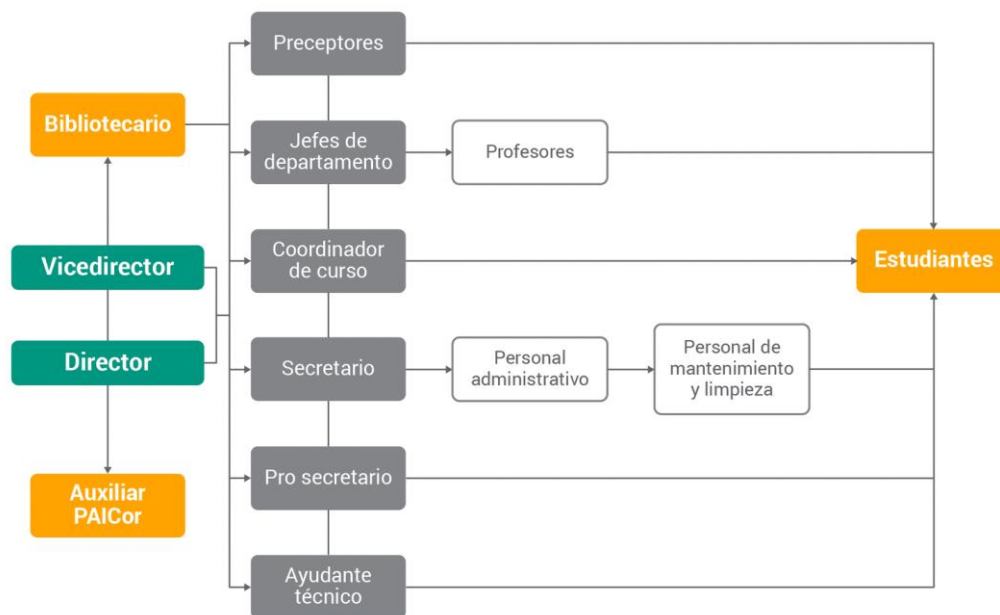 Preceptores
Bibliotecario
Jefes de
departamento
Profesores
Vicedirector
Coordinador
de curso
Estudiantes
Director
Secretario
Personal
administrativo
Personal de
mantenimiento
y limpieza
Auxiliar
PAICor
Pro secretario
Ayudante
técnico